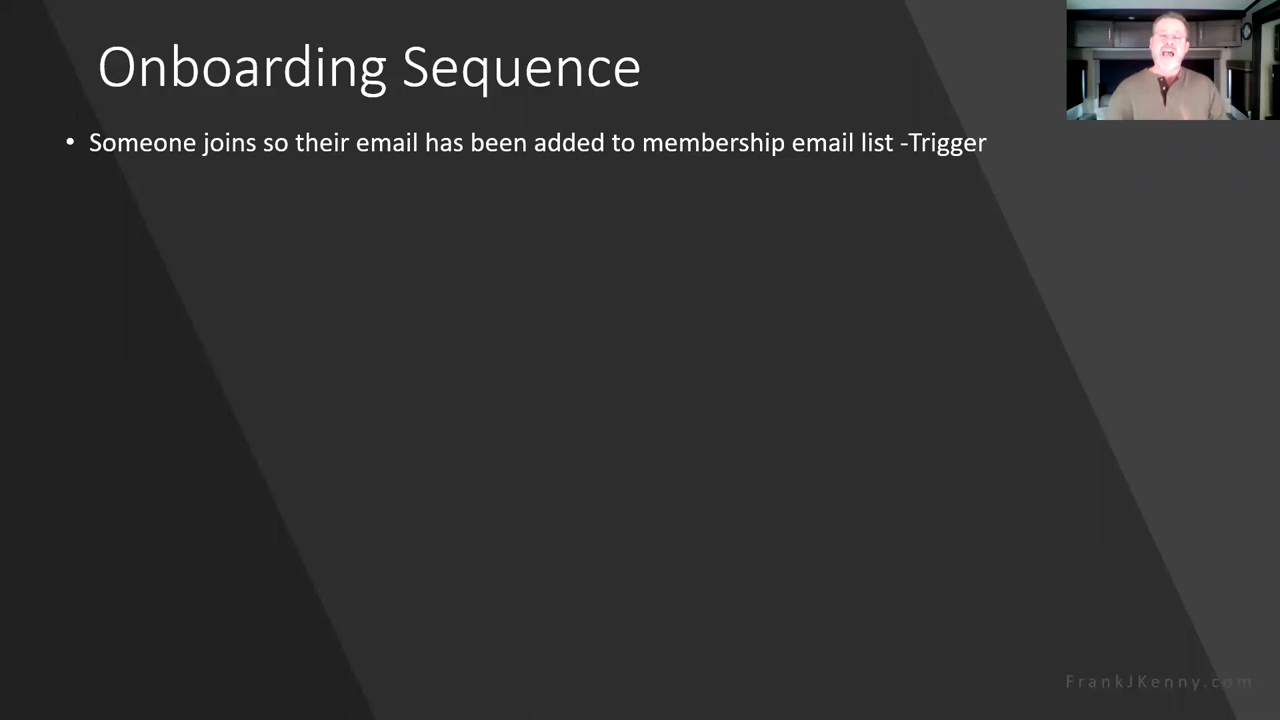 Onboarding Sequence
• Someone joins so their email has been added to membership email list -Trigger
FrankJKenny.com